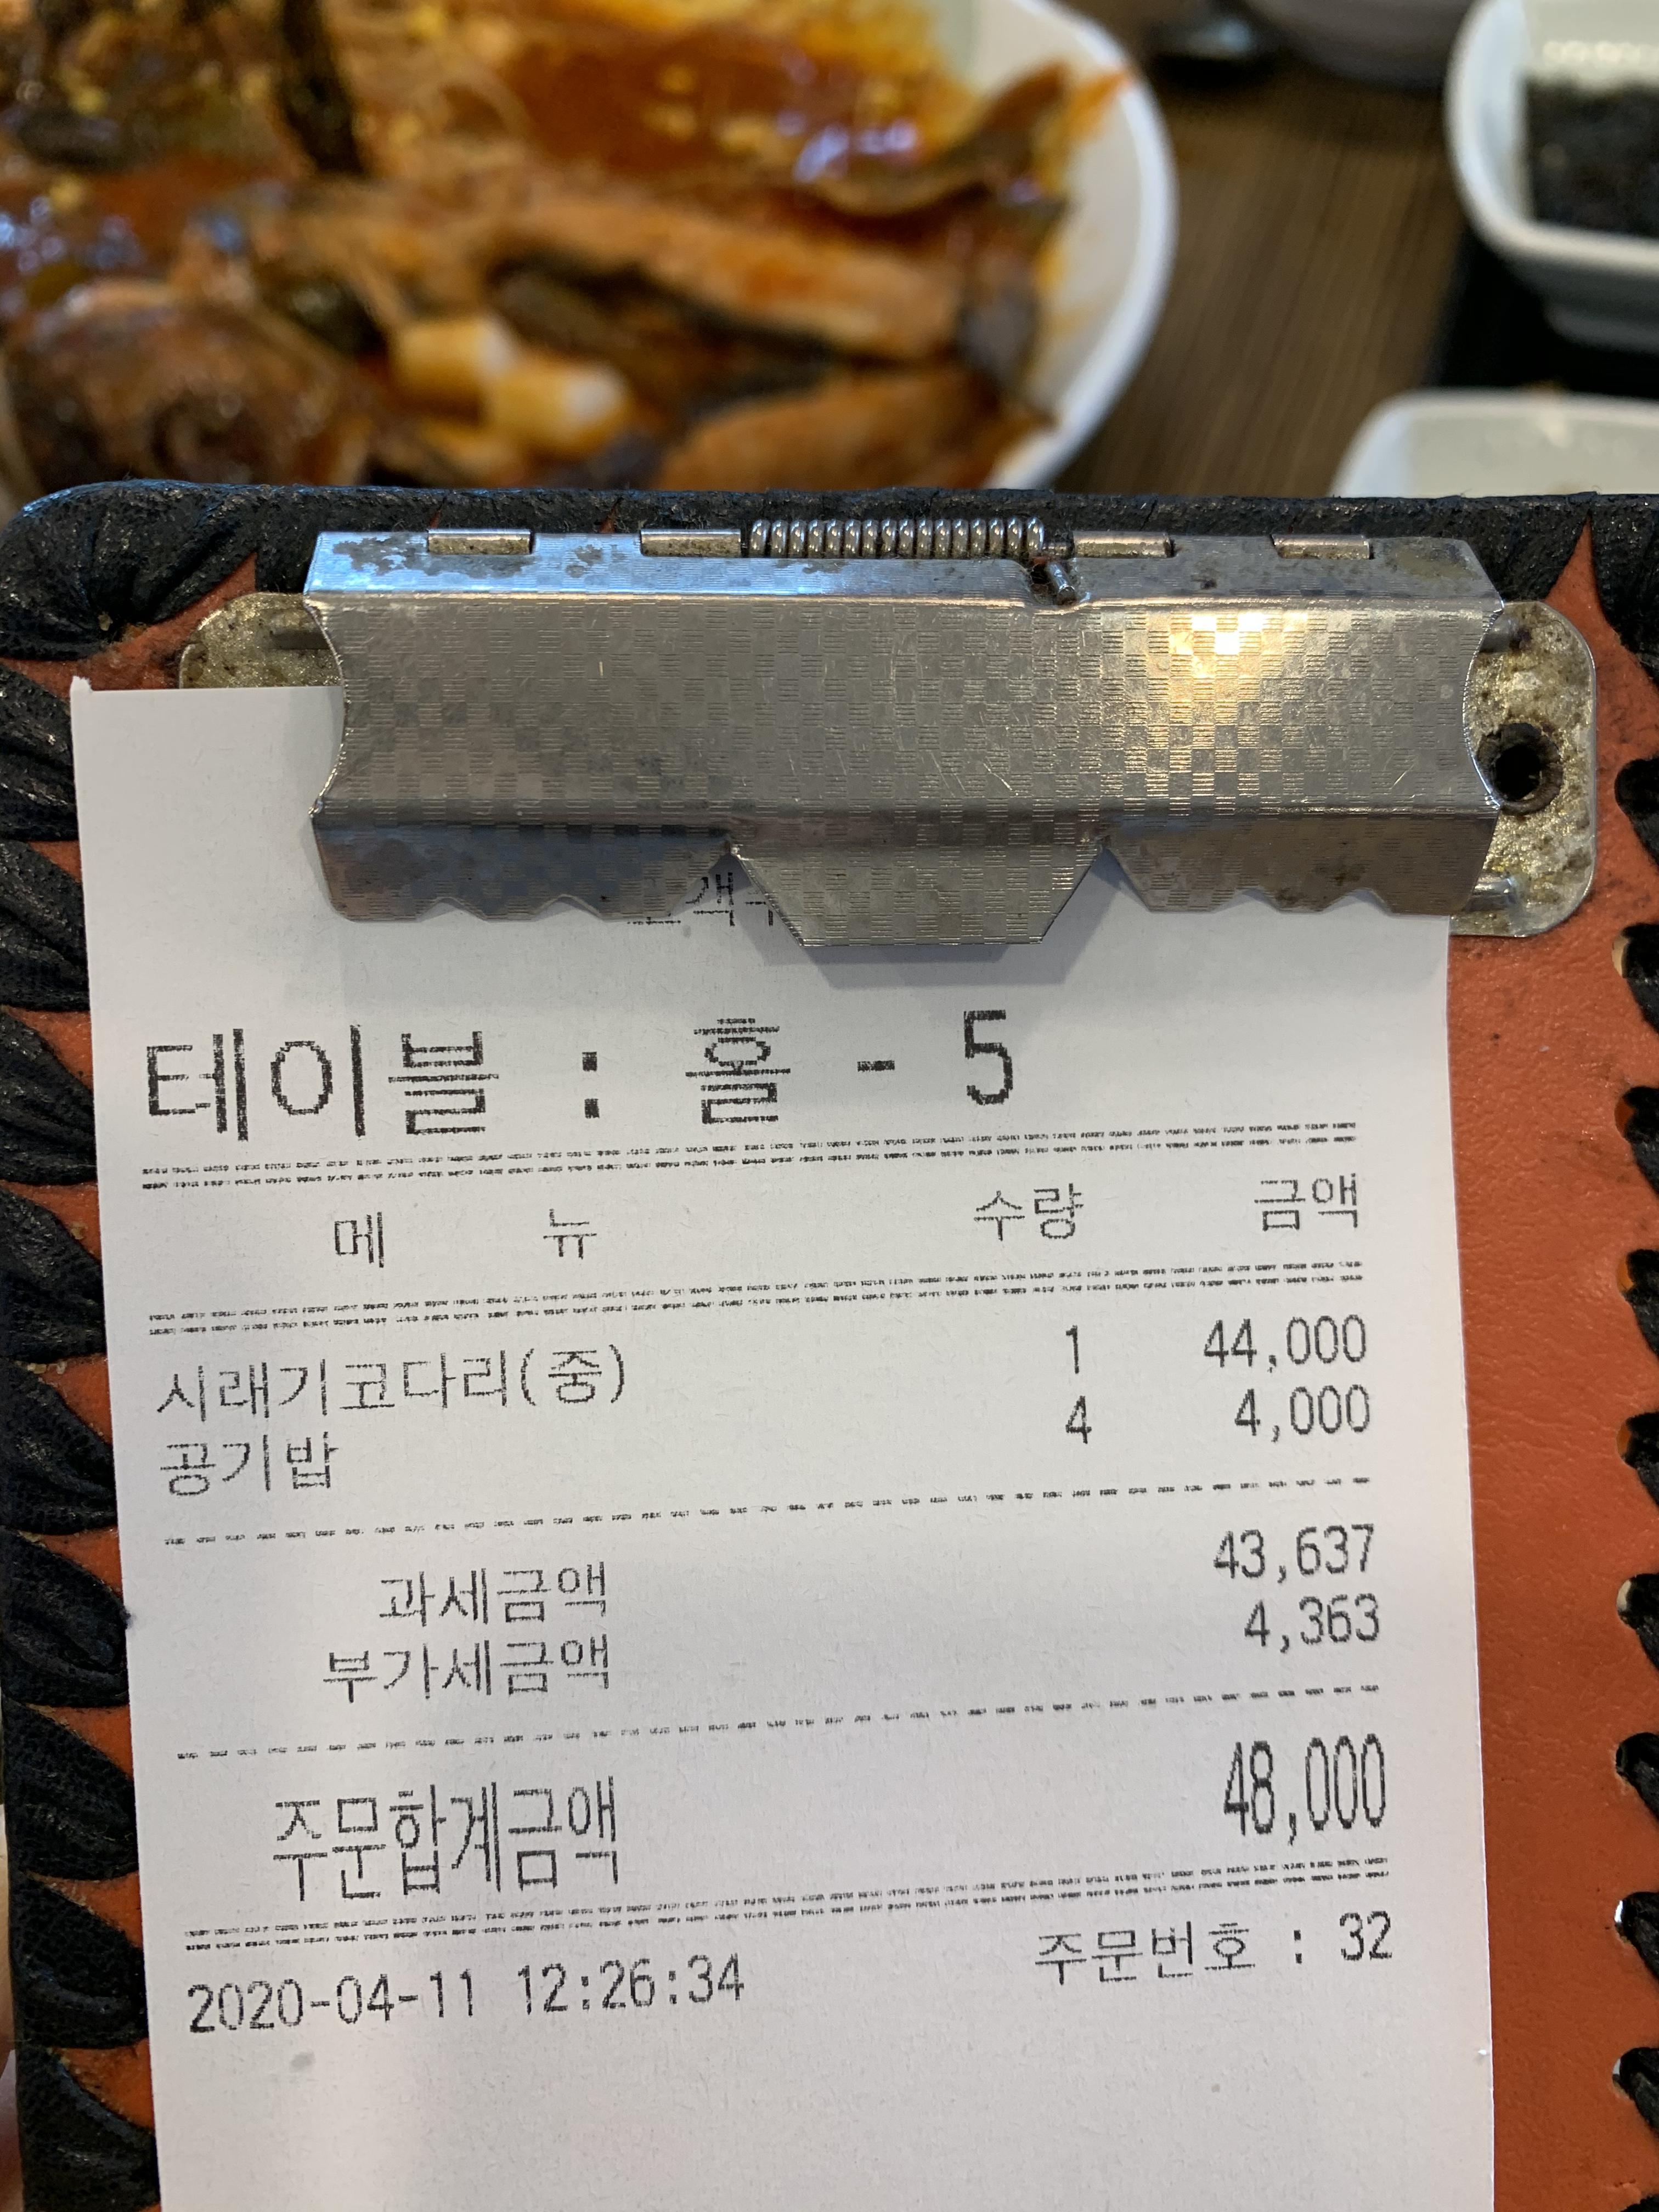 테이블 : 홀 - 5
메 뉴 수량 금액
시래기코다리(중) 1 44,000
공기밥 4 4,000
과세금액 43,637
부가세금액 4,363
주문합계금액 48,000
2020-04-11 12:26:34 주문번호 : 32